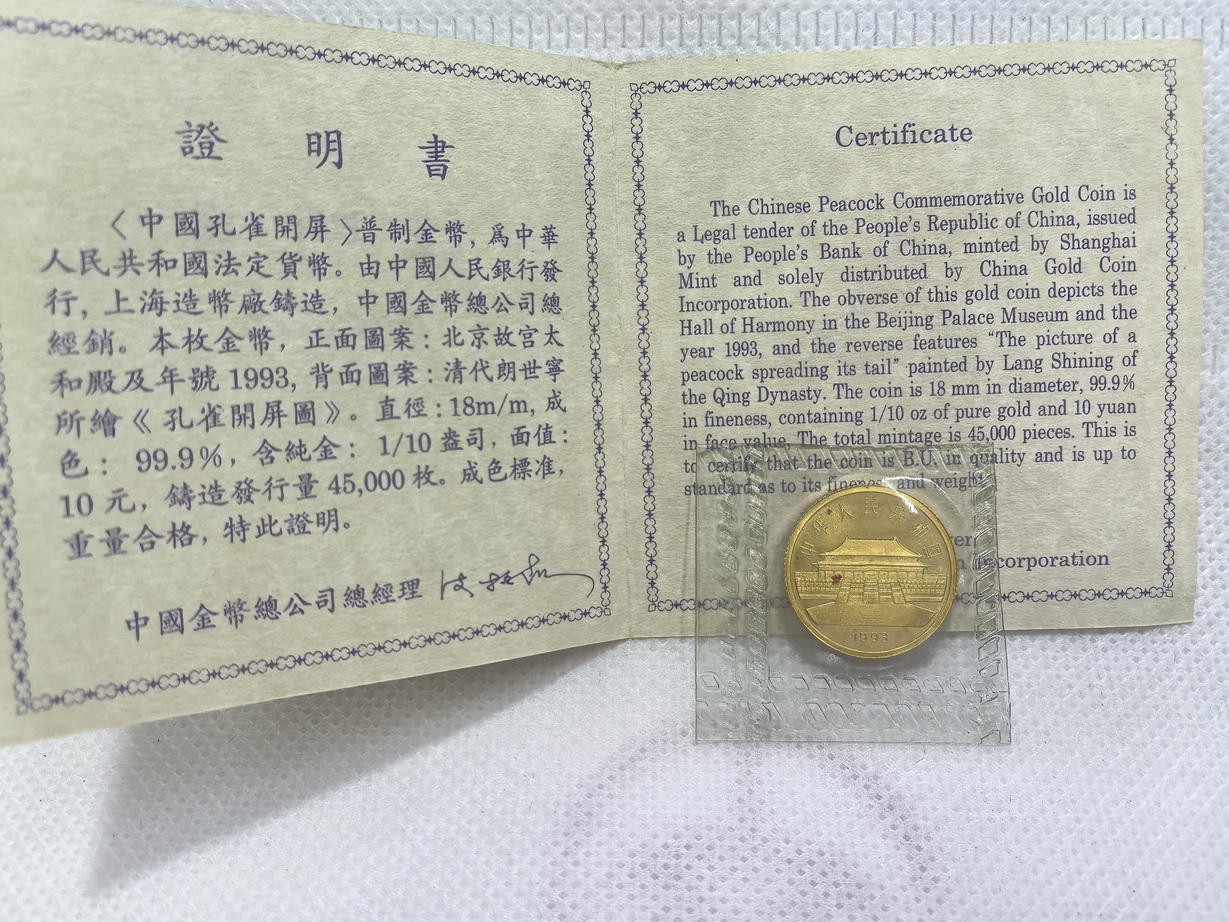 證 明 書
〈中國孔雀開屏〉普制金幣, 爲中華
人民共和國法定貨幣。由中國人民銀行發
行, 上海造幣廠鑄造, 中國金幣總公司總
經銷。本枚金幣, 正面圖案: 北京故宮太
和殿及年號 1993, 背面圖案: 清代朗世寧
所繪《孔雀開屏圖》。直徑: 18m/m, 成
色: 99.9%, 含純金: 1/10 盎司, 面值:
10 元, 鑄造發行量 45,000 枚。成色標准,
重量合格, 特此證明。
中國金幣總公司總經理
Certificate
The Chinese Peacock Commemorative Gold Coin is
a Legal tender of the People's Republic of China, issued
by the People's Bank of China, minted by Shanghai
Mint and solely distributed by China Gold Coin
Incorporation. The obverse of this gold coin depicts the
Hall of Harmony in the Beijing Palace Museum and the
year 1993, and the reverse features "The picture of a
peacock spreading its tail" painted by Lang Shining of
the Qing Dynasty. The coin is 18 mm in diameter, 99.9%
in fineness, containing 1/10 oz of pure gold and 10 yuan
in face value, The total mintage is 45,000 pieces. This is
to certify that the coin is B.U. in quality and is up to
standard as to its fineness and weight.
corporation
中華人民共和國
1993